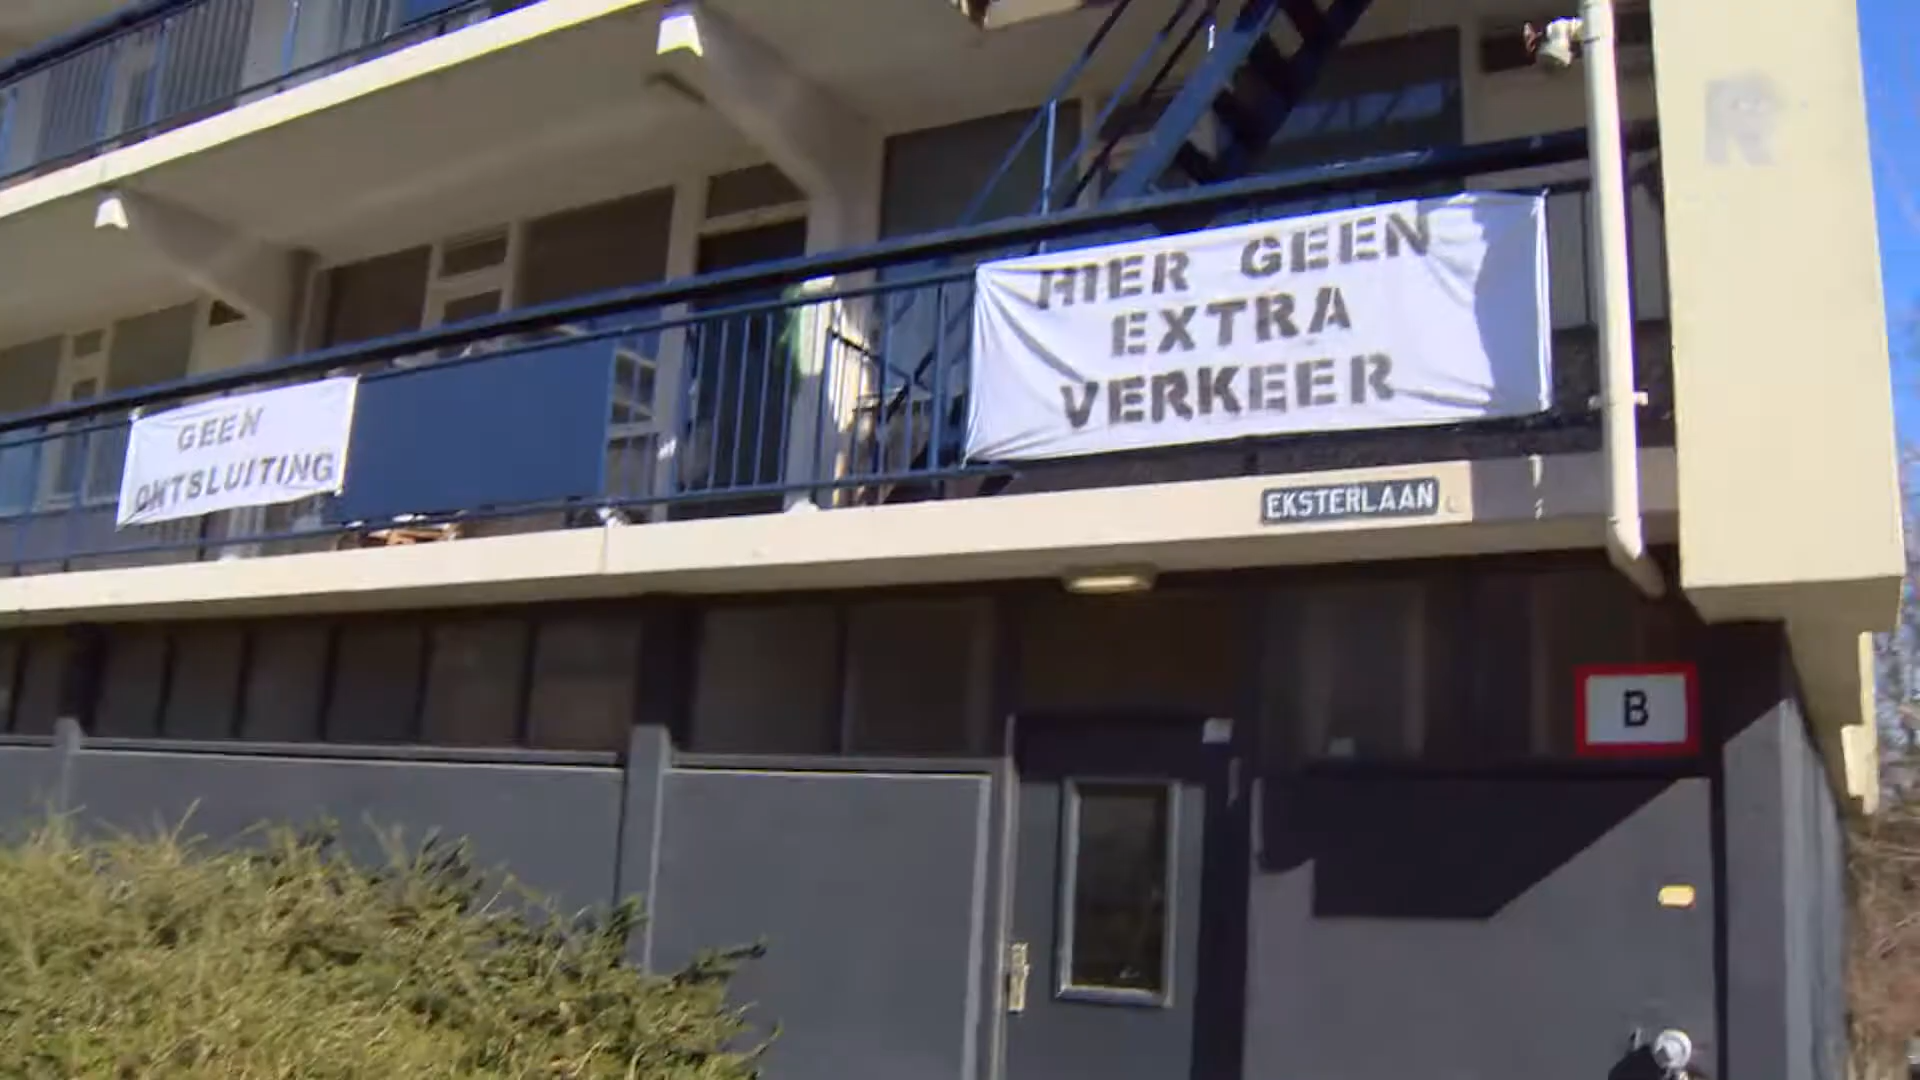 HIER GEEN
EXTRA
VERKEER
GEEN
ONTSLUITING
EKSTERLAAN
B
R